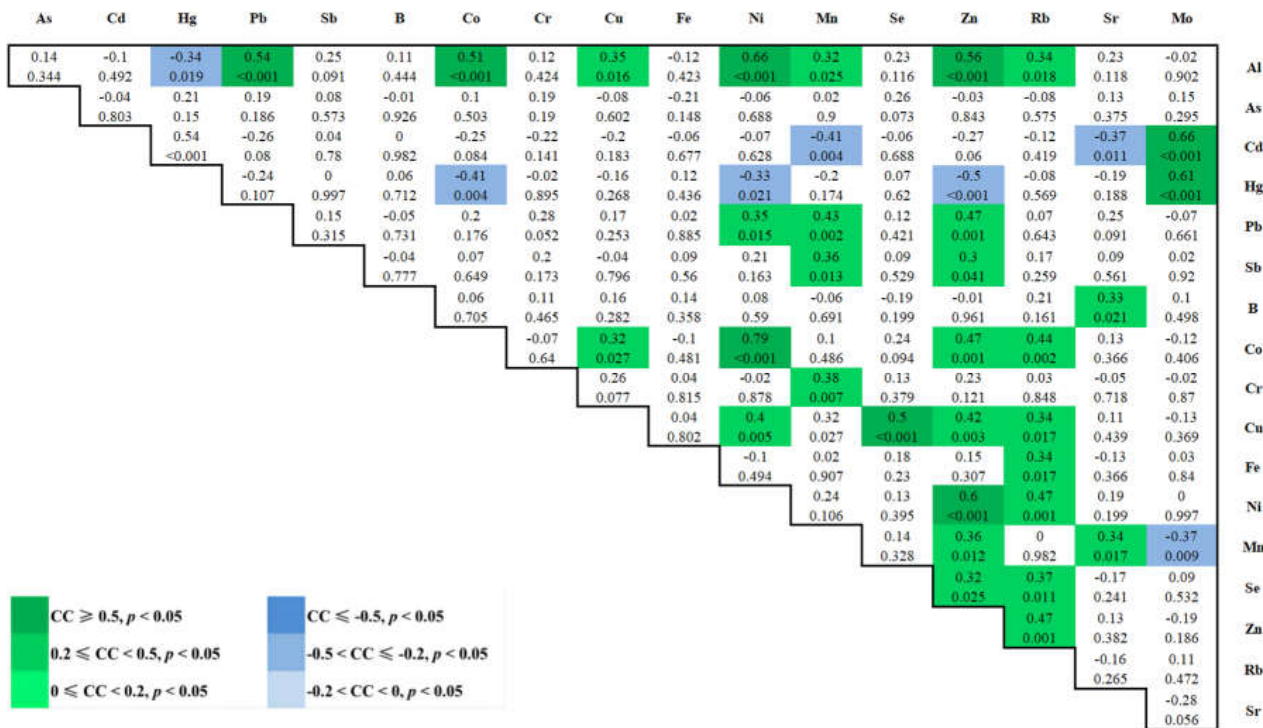 As Cd Hg Pb Sb B Co Cr Cu Fe Ni Mn Se Zn Rb Sr Mo
0.14 -0.1 -0.34 0.54 0.25 0.11 0.51 0.12 0.35 -0.12 0.66 0.32 0.23 0.56 0.34 0.23 -0.02
Al
0.344 0.492 0.019 <0.001 0.091 0.444 <0.001 0.424 0.016 0.423 <0.001 0.025 0.116 <0.001 0.018 0.118 0.902
-0.04 0.21 0.19 0.08 -0.01 0.1 0.19 -0.08 -0.21 -0.06 0.02 0.26 -0.03 -0.08 0.13 0.15
As
0.803 0.15 0.186 0.573 0.926 0.503 0.19 0.602 0.148 0.688 0.9 0.073 0.843 0.575 0.375 0.295
0.54 -0.26 0.04 0 -0.25 -0.22 -0.2 -0.06 -0.07 -0.41 -0.06 -0.27 -0.12 -0.37 0.66
Cd
<0.001 0.08 0.78 0.982 0.084 0.141 0.183 0.677 0.628 0.004 0.688 0.06 0.419 0.011 <0.001
-0.24 0 0.06 -0.41 -0.02 -0.16 0.12 -0.33 -0.2 0.07 -0.5 -0.08 -0.19 0.61
Hg
0.107 0.997 0.712 0.004 0.895 0.268 0.436 0.021 0.174 0.62 <0.001 0.569 0.188 <0.001
0.15 -0.05 0.2 0.28 0.17 0.02 0.35 0.43 0.12 0.47 0.07 0.25 -0.07
Pb
0.315 0.731 0.176 0.052 0.253 0.885 0.015 0.002 0.421 0.001 0.643 0.091 0.661
-0.04 0.07 0.2 -0.04 0.09 0.21 0.36 0.09 0.3 0.17 0.09 0.02
Sb
0.777 0.649 0.173 0.796 0.56 0.163 0.013 0.529 0.041 0.259 0.561 0.92
0.06 0.11 0.16 0.14 0.08 -0.06 -0.19 -0.01 0.21 0.33 0.1
B
0.705 0.465 0.282 0.358 0.59 0.691 0.199 0.961 0.161 0.021 0.498
-0.07 0.32 -0.1 0.79 0.1 0.24 0.47 0.44 0.13 -0.12
Co
0.64 0.027 0.481 <0.001 0.486 0.094 0.001 0.002 0.366 0.406
0.26 0.04 -0.02 0.38 0.13 0.23 0.03 -0.05 -0.02
Cr
0.077 0.815 0.878 0.007 0.379 0.121 0.848 0.718 0.87
0.04 0.4 0.32 0.5 0.42 0.34 0.11 -0.13
Cu
0.802 0.005 0.027 <0.001 0.003 0.017 0.439 0.369
-0.1 0.02 0.18 0.15 0.34 -0.13 0.03
Fe
0.494 0.907 0.23 0.307 0.017 0.366 0.84
0.24 0.13 0.6 0.47 0.19 0
Ni
0.106 0.395 <0.001 0.001 0.199 0.997
0.14 0.36 0 0.34 -0.37
Mn
0.328 0.012 0.982 0.017 0.009
0.32 0.37 -0.17 0.09
Se
0.025 0.011 0.241 0.532
0.47 0.13 -0.19
Zn
0.001 0.382 0.186
-0.16 0.11
Rb
0.265 0.472
-0.28
Sr
0.056
CC ⩾ 0.5, p < 0.05
0.2 ⩽ CC < 0.5, p < 0.05
0 ⩽ CC < 0.2, p < 0.05
CC ⩽ -0.5, p < 0.05
-0.5 < CC ⩽ -0.2, p < 0.05
-0.2 < CC < 0, p < 0.05